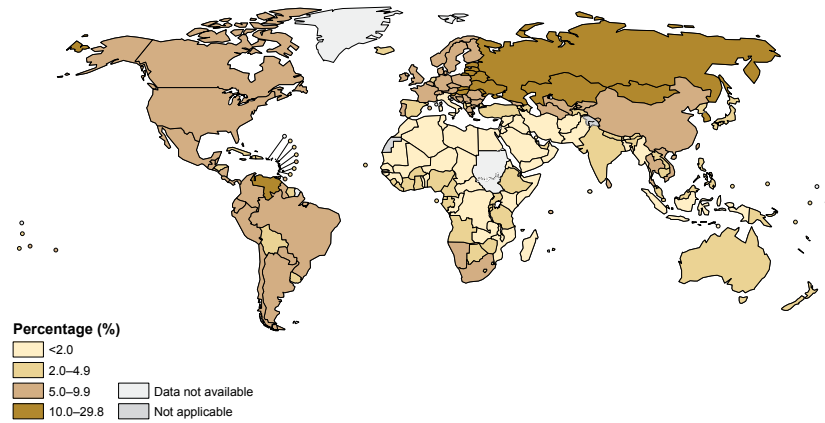 Percentage (%)
<2.0
2.0–4.9
5.0–9.9
10.0–29.8
Data not available
Not applicable